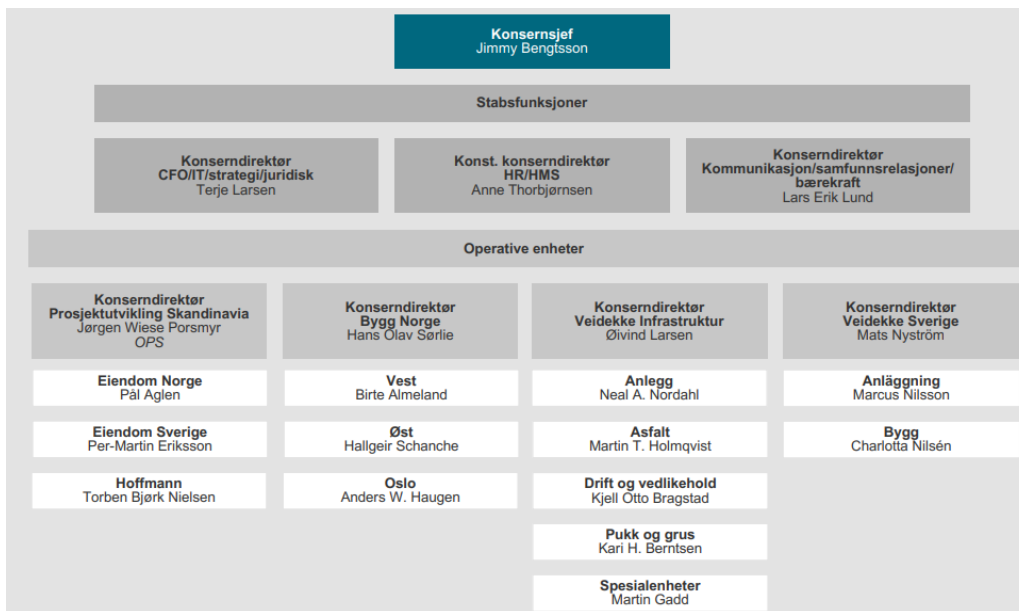 Konsernsjef
Jimmy Bengtsson
Stabsfunksjoner
Konserndirektør
CFO/IT/strategi/juridisk
Terje Larsen
Konst. konserndirektør
HR/HMS
Anne Thorbjørnsen
Konserndirektør
Kommunikasjon/samfunnsrelasjoner/
bærekraft
Lars Erik Lund
Operative enheter
Konserndirektør
Prosjektutvikling Skandinavia
Jørgen Wiese Porsmyr
OPS
Eiendom Norge
Pål Aglen
Eiendom Sverige
Per-Martin Eriksson
Hoffmann
Torben Bjørk Nielsen
Konserndirektør
Bygg Norge
Hans Olav Sørlie
Vest
Birte Almeland
Øst
Hallgeir Schanche
Oslo
Anders W. Haugen
Konserndirektør
Veidekke Infrastruktur
Øivind Larsen
Anlegg
Neal A. Nordahl
Asfalt
Martin T. Holmqvist
Drift og vedlikehold
Kjell Otto Bragstad
Pukk og grus
Kari H. Berntsen
Spesialenheter
Martin Gadd
Konserndirektør
Veidekke Sverige
Mats Nyström
Anläggning
Marcus Nilsson
Bygg
Charlotta Nilsén